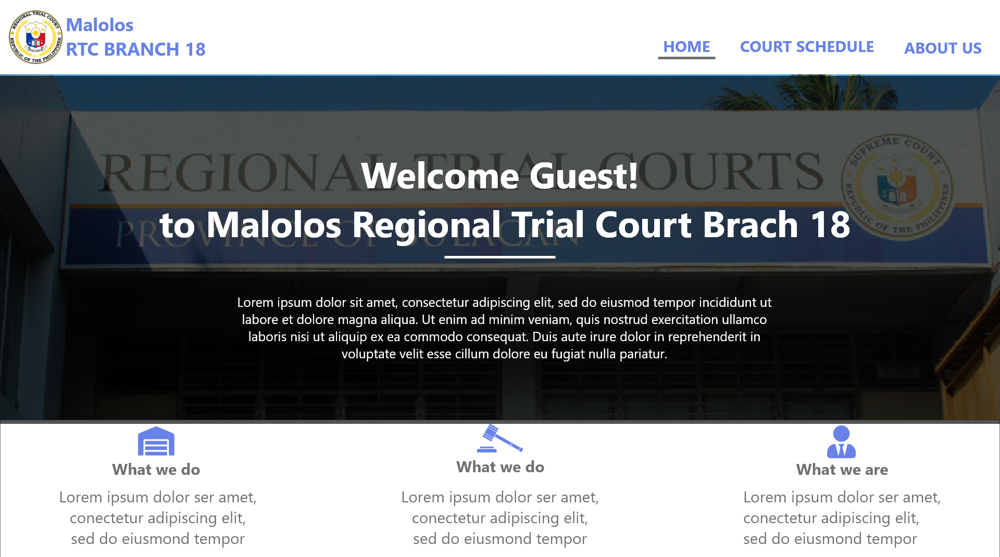 REGIONAL TRIAL COURT
REPUBLIC OF THE PHILIPPINES
Malolos
RTC BRANCH 18
HOME
COURT SCHEDULE
ABOUT US
REGIONAL TRIAL COURTS
PROVINCE OF BULACAN
SUPREME COURT
REPUBLIC OF THE PHILIPPINES
Welcome Guest!
to Malolos Regional Trial Court Brach 18
Lorem ipsum dolor sit amet, consectetur adipiscing elit, sed do eiusmod tempor incididunt ut
labore et dolore magna aliqua. Ut enim ad minim veniam, quis nostrud exercitation ullamco
laboris nisi ut aliquip ex ea commodo consequat. Duis aute irure dolor in reprehenderit in
voluptate velit esse cillum dolore eu fugiat nulla pariatur.
What we do
Lorem ipsum dolor ser amet,
conectetur adipiscing elit,
sed do eiusmond tempor
What we do
Lorem ipsum dolor ser amet,
conectetur adipiscing elit,
sed do eiusmond tempor
What we are
Lorem ipsum dolor ser amet,
conectetur adipiscing elit,
sed do eiusmond tempor